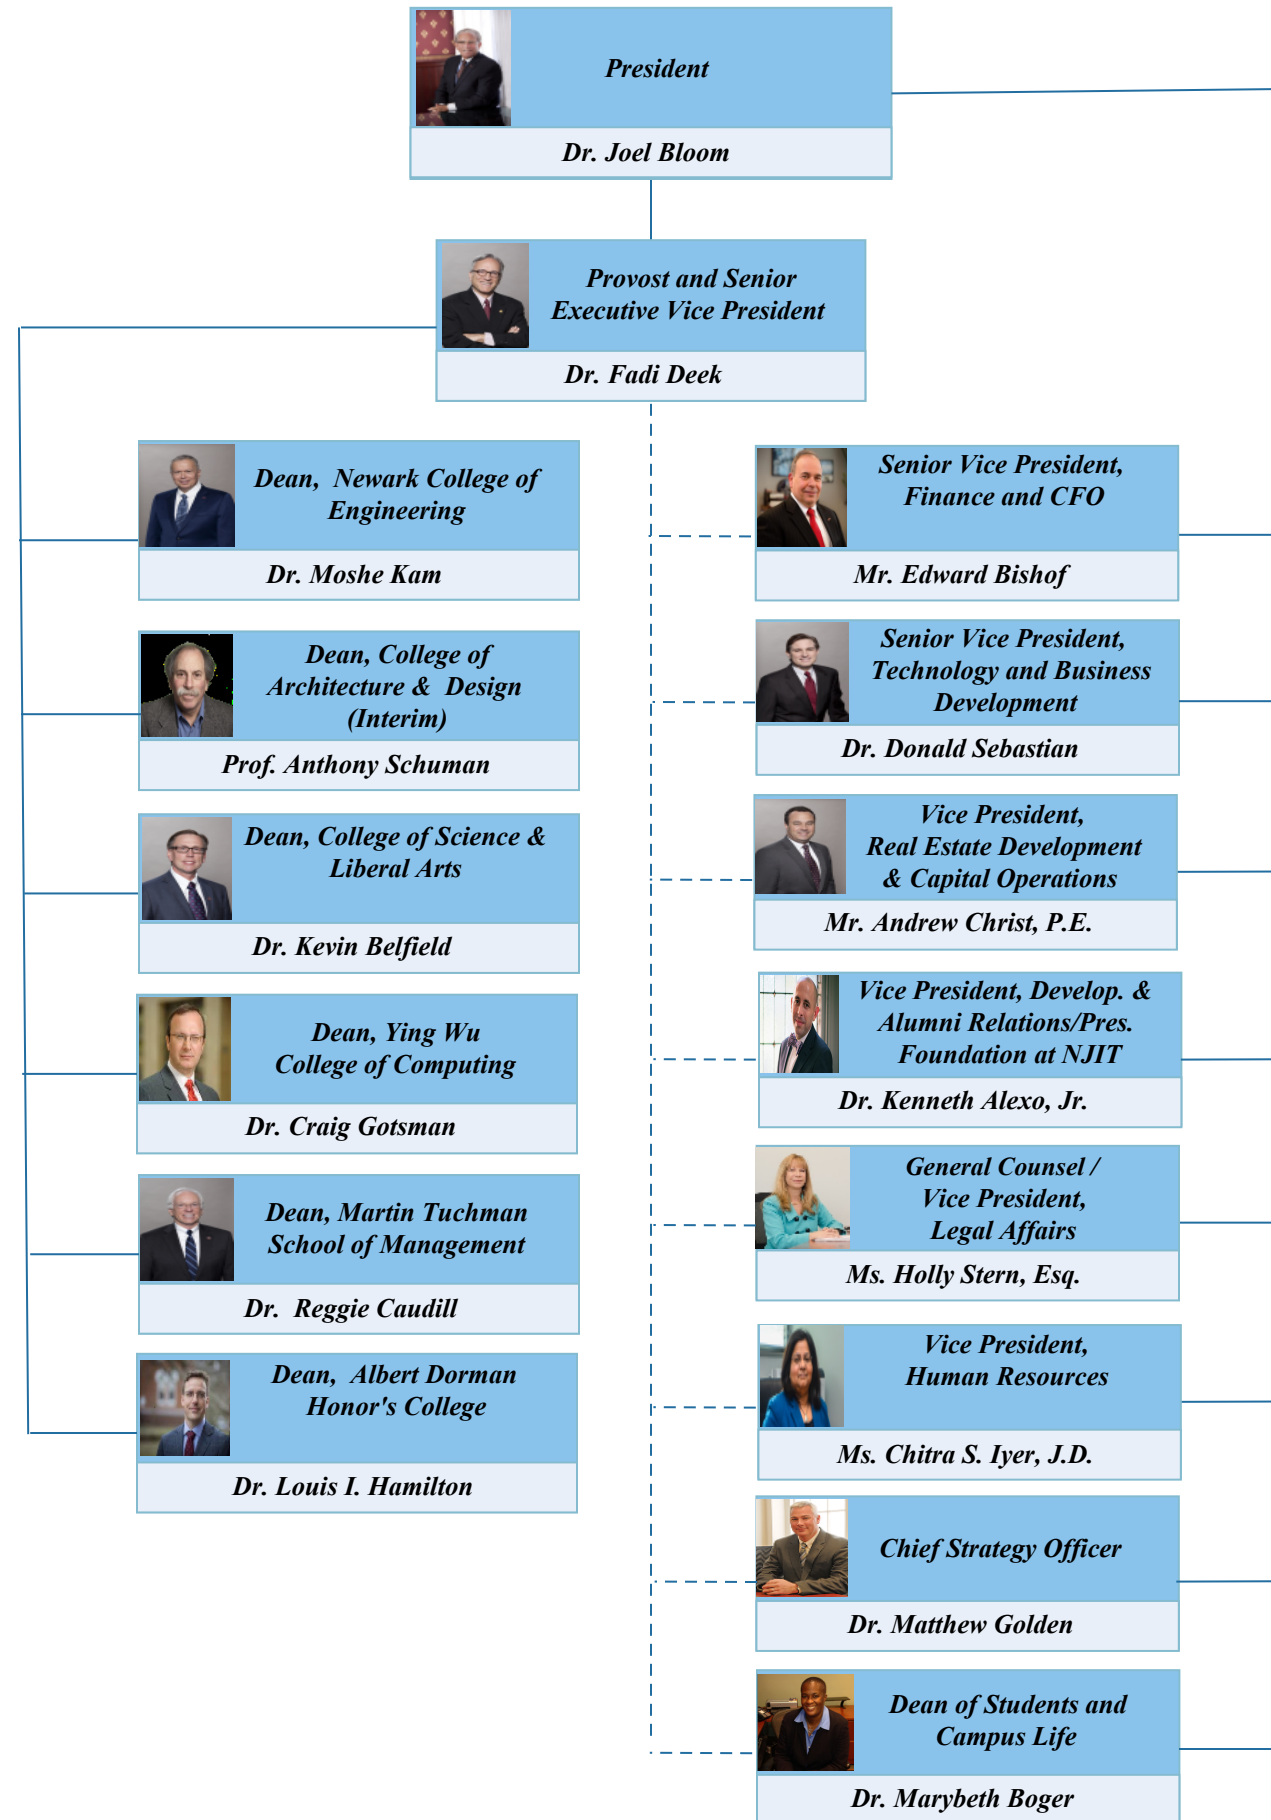 President
Dr. Joel Bloom
Provost and Senior
Executive Vice President
Dr. Fadi Deek
Dean, Newark College of
Engineering
Dr. Moshe Kam
Dean, College of
Architecture & Design
(Interim)
Prof. Anthony Schuman
Dean, College of Science &
Liberal Arts
Dr. Kevin Belfield
Dean, Ying Wu
College of Computing
Dr. Craig Gotsman
Dean, Martin Tuchman
School of Management
Dr. Reggie Caudill
Dean, Albert Dorman
Honor's College
Dr. Louis I. Hamilton
Senior Vice President,
Finance and CFO
Mr. Edward Bishof
Senior Vice President,
Technology and Business
Development
Dr. Donald Sebastian
Vice President,
Real Estate Development
& Capital Operations
Mr. Andrew Christ, P.E.
Vice President, Develop. &
Alumni Relations/Pres.
Foundation at NJIT
Dr. Kenneth Alexo, Jr.
General Counsel /
Vice President,
Legal Affairs
Ms. Holly Stern, Esq.
Vice President,
Human Resources
Ms. Chitra S. Iyer, J.D.
Chief Strategy Officer
Dr. Matthew Golden
Dean of Students and
Campus Life
Dr. Marybeth Boger